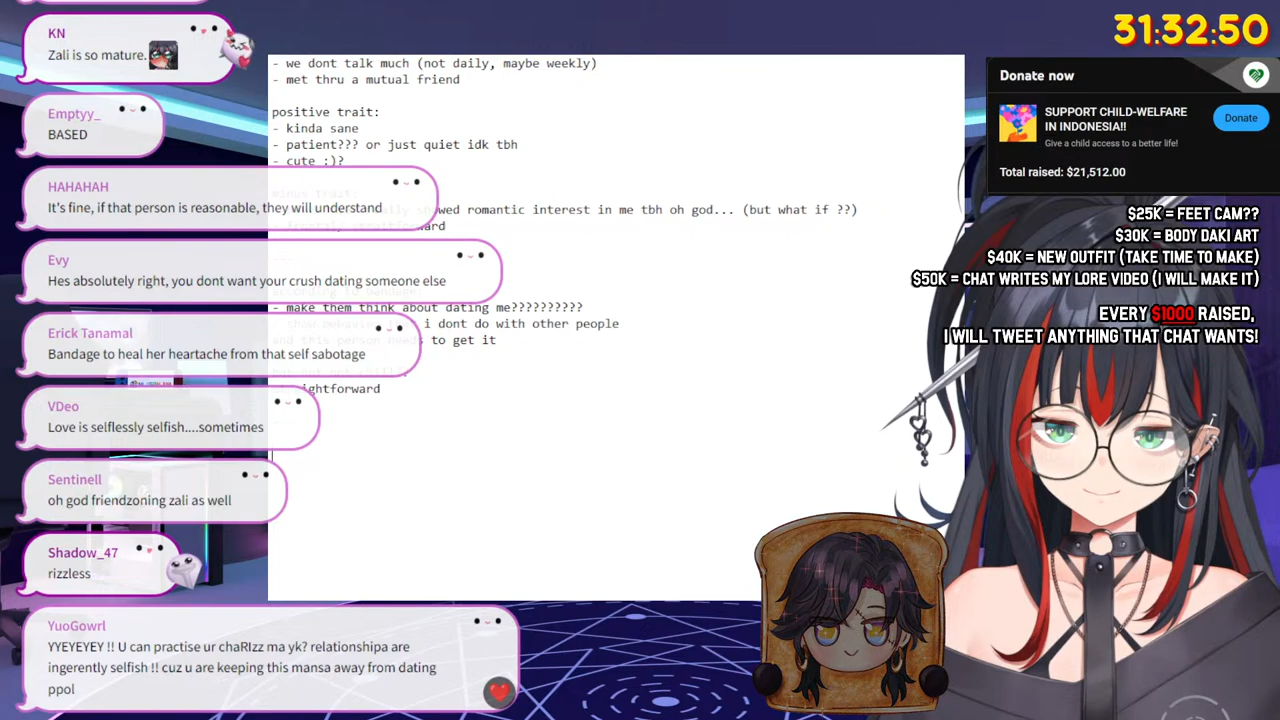 KN
Zali is so mature.
Emptyy_
BASED
HAHAHAH
It's fine, if that person is reasonable, they will understand
Evy
Hes absolutely right, you dont want your crush dating someone else
Erick Tanamal
Bandage to heal her heartache from that self sabotage
VDeo
Love is selflessly selfish....sometimes
Sentinell
oh god friendzoning zali as well
Shadow_47
rizzless
YuoGowrl
YYEYEYEY !! U can practise ur chaRIzz ma yk? relationshipa are
ingerently selfish !! cuz u are keeping this mansa away from dating
ppol
- we dont talk much (not daily, maybe weekly)
- met thru a mutual friend
positive trait:
- kinda sane
- patient??? or just quiet idk tbh
- cute :)?
minus trait:
showed romantic interest in me tbh oh god... (but what if ??)
- make them think about dating me??????????
i dont do with other people
and this person needs to get it
31:32:50
Donate now
SUPPORT CHILD-WELFARE
IN INDONESIA!!
Give a child access to a better life!
Donate
Total raised: $21,512.00
$25K = FEET CAM??
$30K = BODY DAKI ART
$40K = NEW OUTFIT (TAKE TIME TO MAKE)
$50K = CHAT WRITES MY LORE VIDEO (I WILL MAKE IT)
EVERY $1000 RAISED,
I WILL TWEET ANYTHING THAT CHAT WANTS!